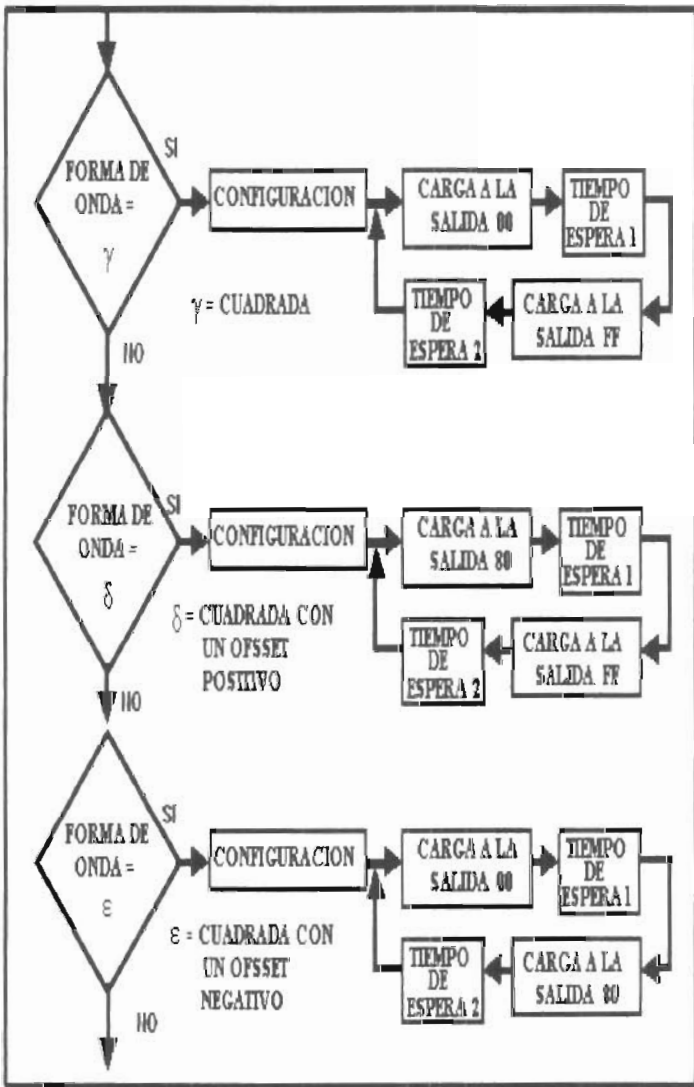 SI
FORMA DE
ONDA =
γ
CONFIGURACION
CARGA A LA
SALIDA 00
TIEMPO
DE
ESPERA 1
γ = CUADRADA
TIEMPO
DE
ESPERA 2
CARGA A LA
SALIDA FF
NO
SI
FORMA DE
ONDA =
δ
CONFIGURACION
CARGA A LA
SALIDA 80
TIEMPO
DE
ESPERA 1
δ = CUADRADA CON
UN OFSSET
POSITIVO
TIEMPO
DE
ESPERA 2
CARGA A LA
SALIDA FF
NO
SI
FORMA DE
ONDA =
ε
CONFIGURACION
CARGA A LA
SALIDA 00
TIEMPO
DE
ESPERA 1
ε = CUADRADA CON
UN OFSSET
NEGATIVO
TIEMPO
DE
ESPERA 2
CARGA A LA
SALIDA 80
NO